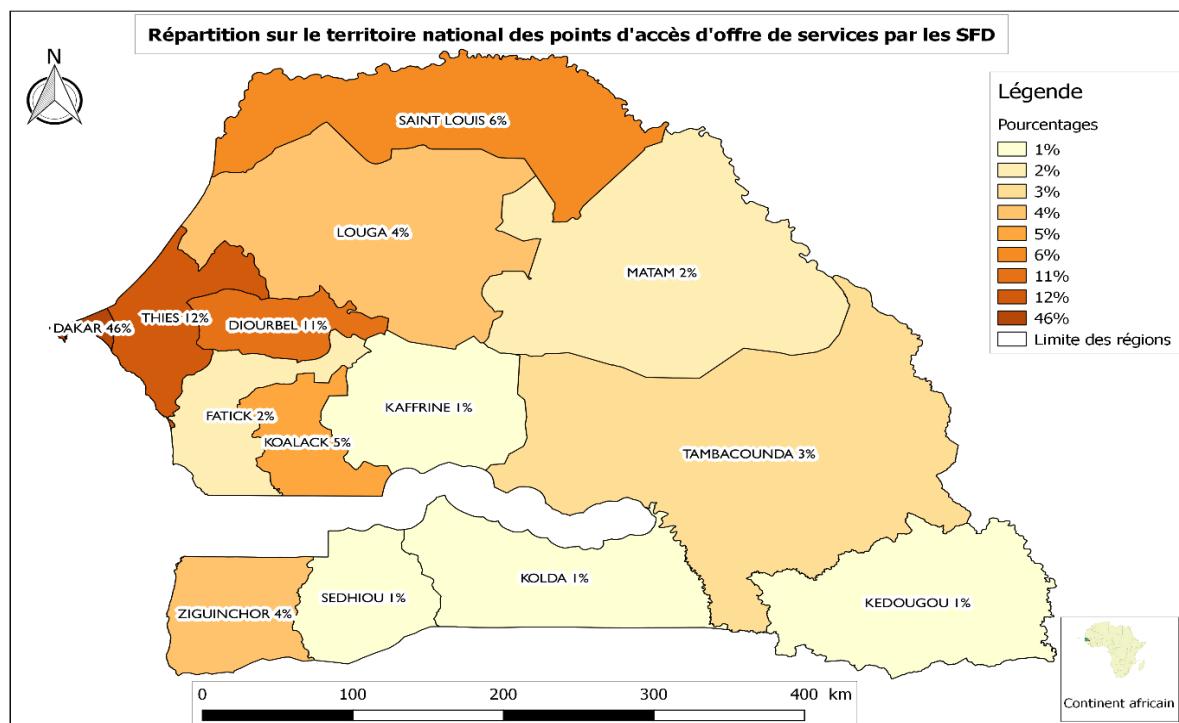 Répartition sur le territoire national des points d'accès d'offre de services par les SFD
N
Légende
Pourcentages
1%
2%
3%
4%
5%
6%
11%
12%
46%
Limite des régions
SAINT LOUIS 6%
LOUGA 4%
MATAM 2%
THIES 12%
DIOURBEL 11%
DAKAR 46%
KAFFRINE 1%
FATICK 2%
KOALACK 5%
TAMBACOUNDA 3%
KOLDA 1%
SEDHIOU 1%
KEDOUGOU 1%
ZIGUINCHOR 4%
0 100 200 300 400 km
Continent africain